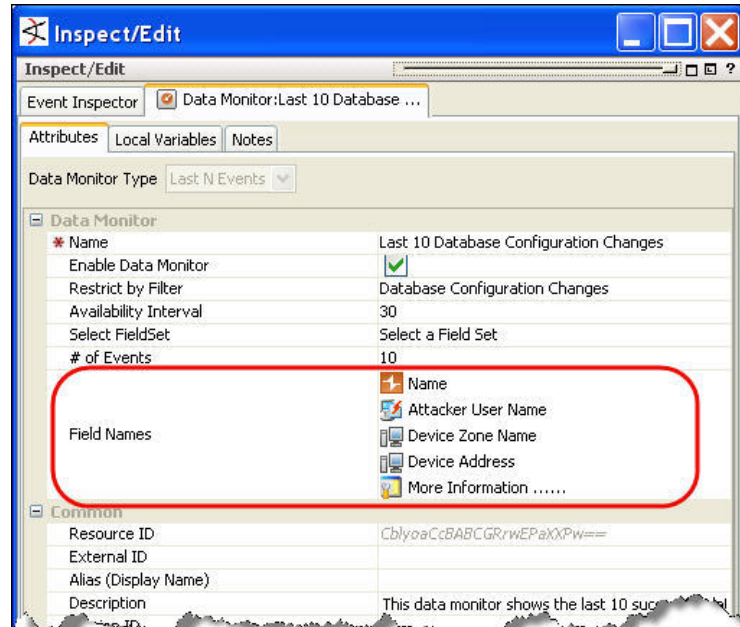 Inspect/Edit
Inspect/Edit ?
Event Inspector Data Monitor:Last 10 Database ...
Attributes Local Variables Notes
Data Monitor Type Last N Events
Data Monitor
* Name Last 10 Database Configuration Changes
Enable Data Monitor
Restrict by Filter Database Configuration Changes
Availability Interval 30
Select FieldSet Select a Field Set
# of Events 10
Field Names
Name
Attacker User Name
Device Zone Name
Device Address
More Information ......
Common
Resource ID CblyoaCcBABCGRrwEPaXXPw==
External ID
Alias (Display Name)
Description This data monitor shows the last 10
ID